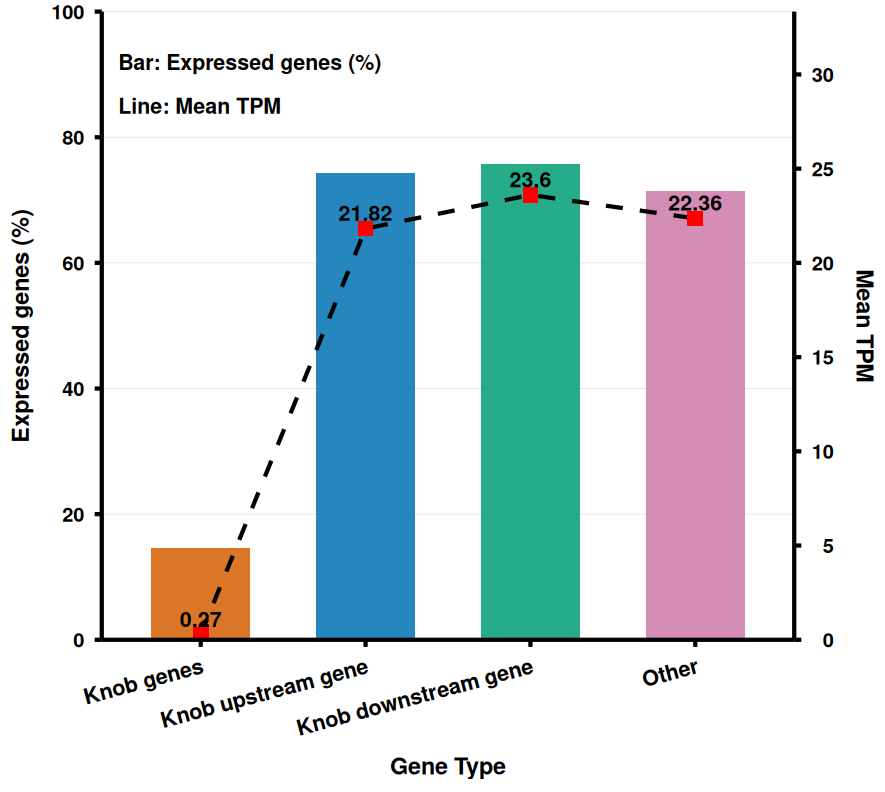 Bar: Expressed genes (%)
Line: Mean TPM
Expressed genes (%)
100
80
60
40
20
0
30
25
20
15
10
5
0
Mean TPM
0.27
21.82
23.6
22.36
Knob genes
Knob upstream gene
Knob downstream gene
Other
Gene Type